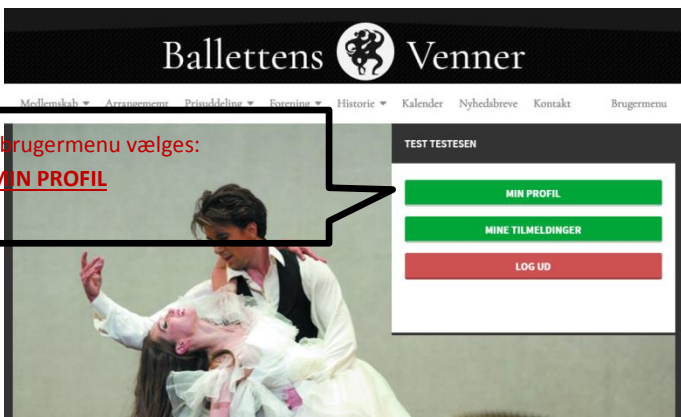 Ballettens Venner
Medlemskab Arrangement Prisuddeling Forening Historie Kalender Nyhedsbreve Kontakt Brugermenu
brugermenu vælges:
MIN PROFIL
TEST TESTESEN
MIN PROFIL
MINE TILMELDINGER
LOG UD